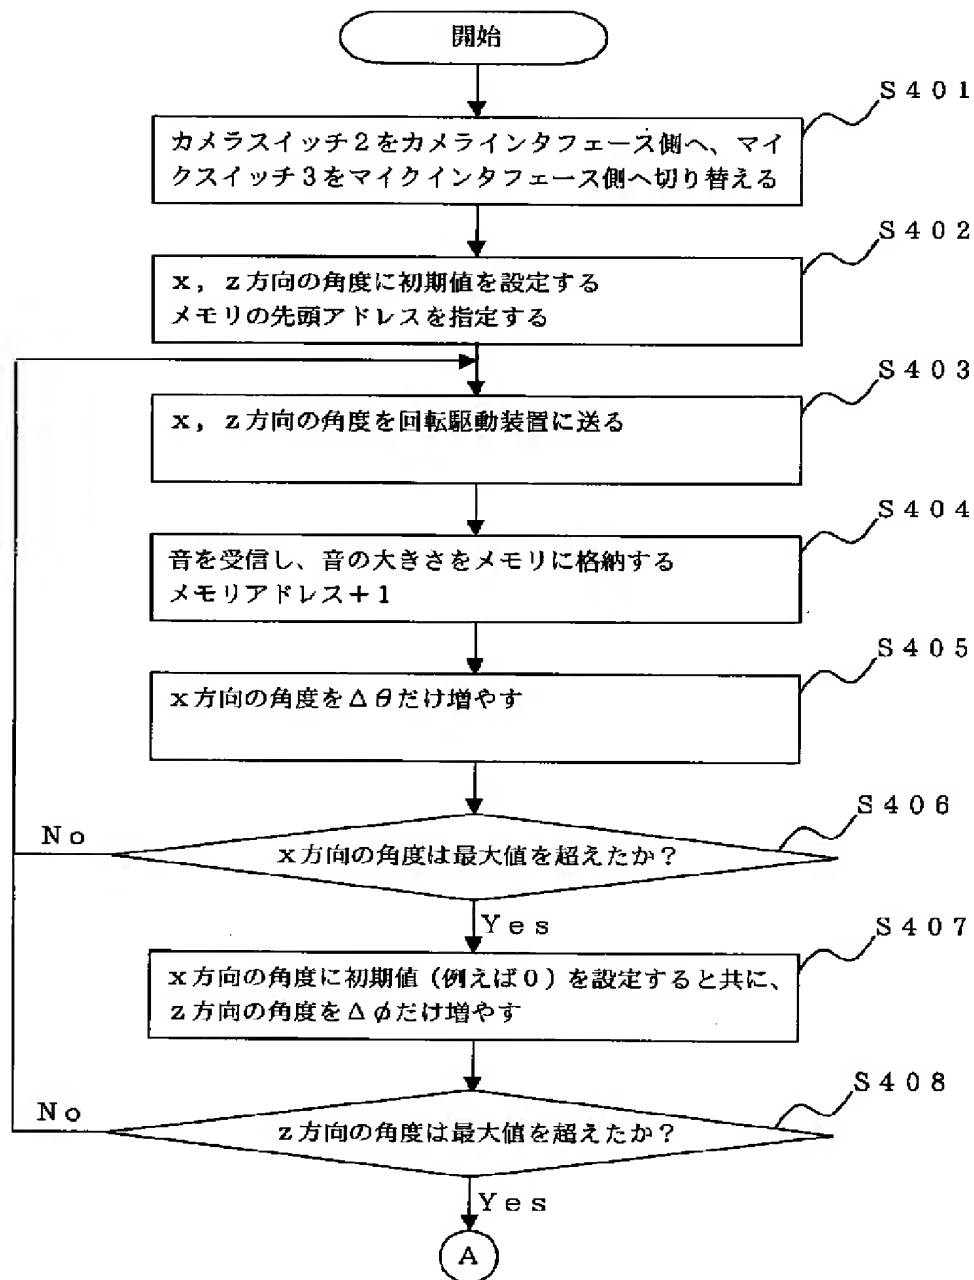 開始
S401
カメラスイッチ2をカメラインタフェース側へ、マイ
クスイッチ3をマイクインタフェース側へ切り替える
S402
x，z方向の角度に初期値を設定する
メモリの先頭アドレスを指定する
S403
x，z方向の角度を回転駆動装置に送る
S404
音を受信し、音の大きさをメモリに格納する
メモリアドレス+1
S405
x方向の角度をΔθだけ増やす
S406
No
x方向の角度は最大値を超えたか？
Yes
S407
x方向の角度に初期値（例えば0）を設定すると共に、
z方向の角度をΔφだけ増やす
S408
No
z方向の角度は最大値を超えたか？
Yes
A